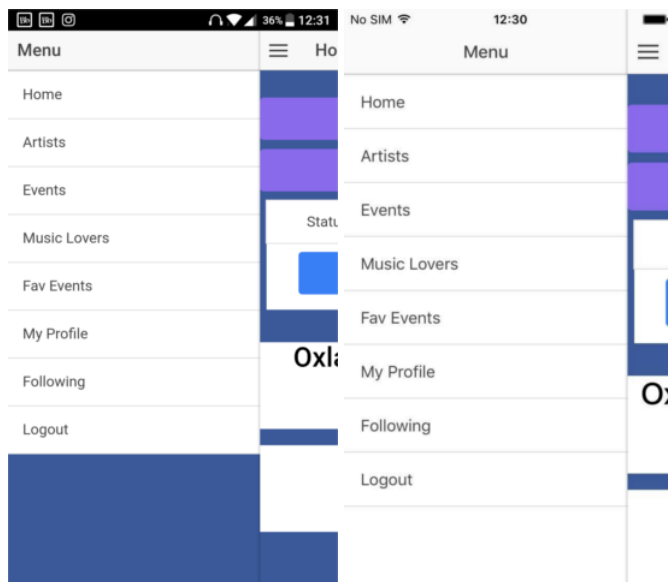 36% 12:31
Menu
Ho
Home
Artists
Events
Music Lovers
Fav Events
My Profile
Following
Logout
Statu
Oxla
No SIM 12:30
Menu
Home
Artists
Events
Music Lovers
Fav Events
My Profile
Following
Logout
Ox